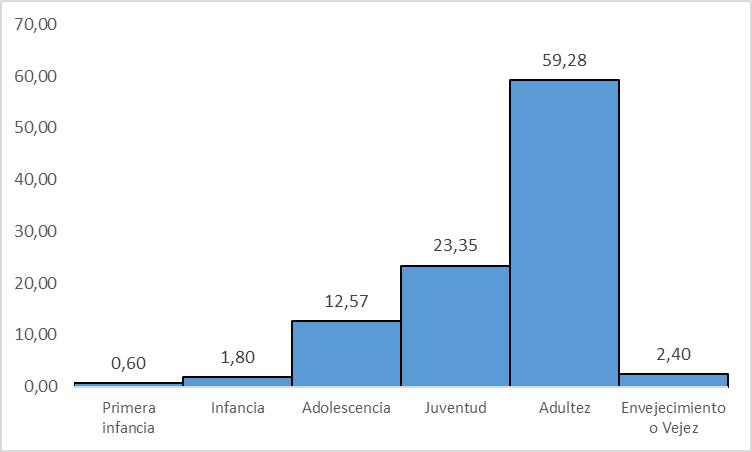 70,00
60,00
50,00
40,00
30,00
20,00
10,00
0,00
0,60
1,80
12,57
23,35
59,28
2,40
Primera
infancia
Infancia
Adolescencia
Juventud
Adultez
Envejecimiento
o Vejez